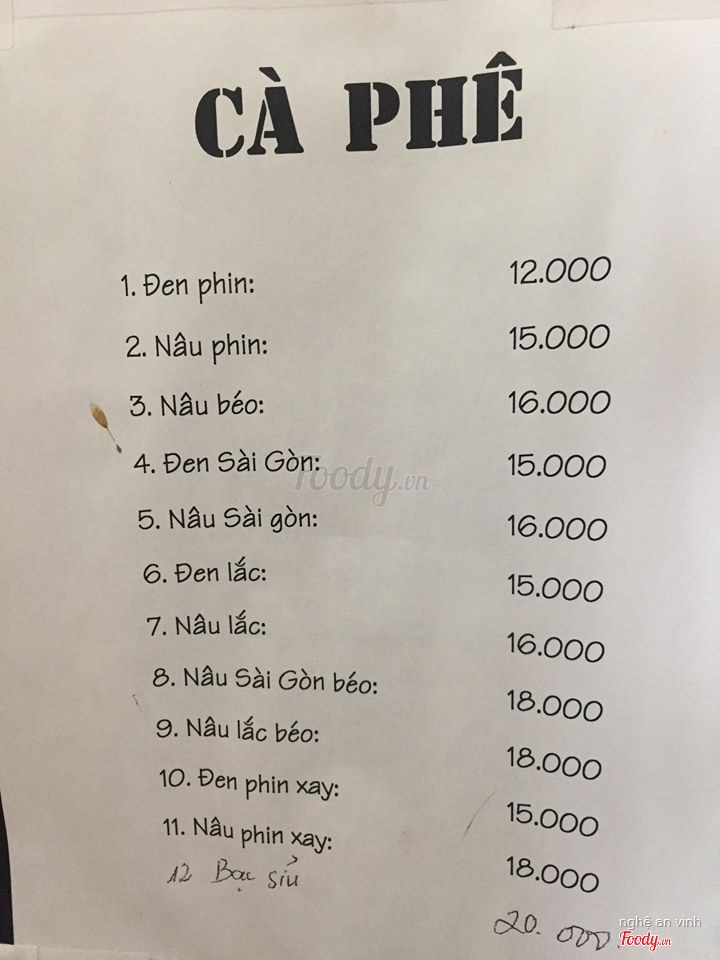 CÀ PHÊ
1. Đen phin: 12.000
2. Nâu phin: 15.000
3. Nâu béo: 16.000
4. Đen Sài Gòn: 15.000
5. Nâu Sài gòn: 16.000
6. Đen lắc: 15.000
7. Nâu lắc: 16.000
8. Nâu Sài Gòn béo: 18.000
9. Nâu lắc béo: 18.000
10. Đen phin xay: 15.000
11. Nâu phin xay: 18.000
12 Bạc sỉu 20.000
foody.vn
nghệ an vinh
Foody.vn